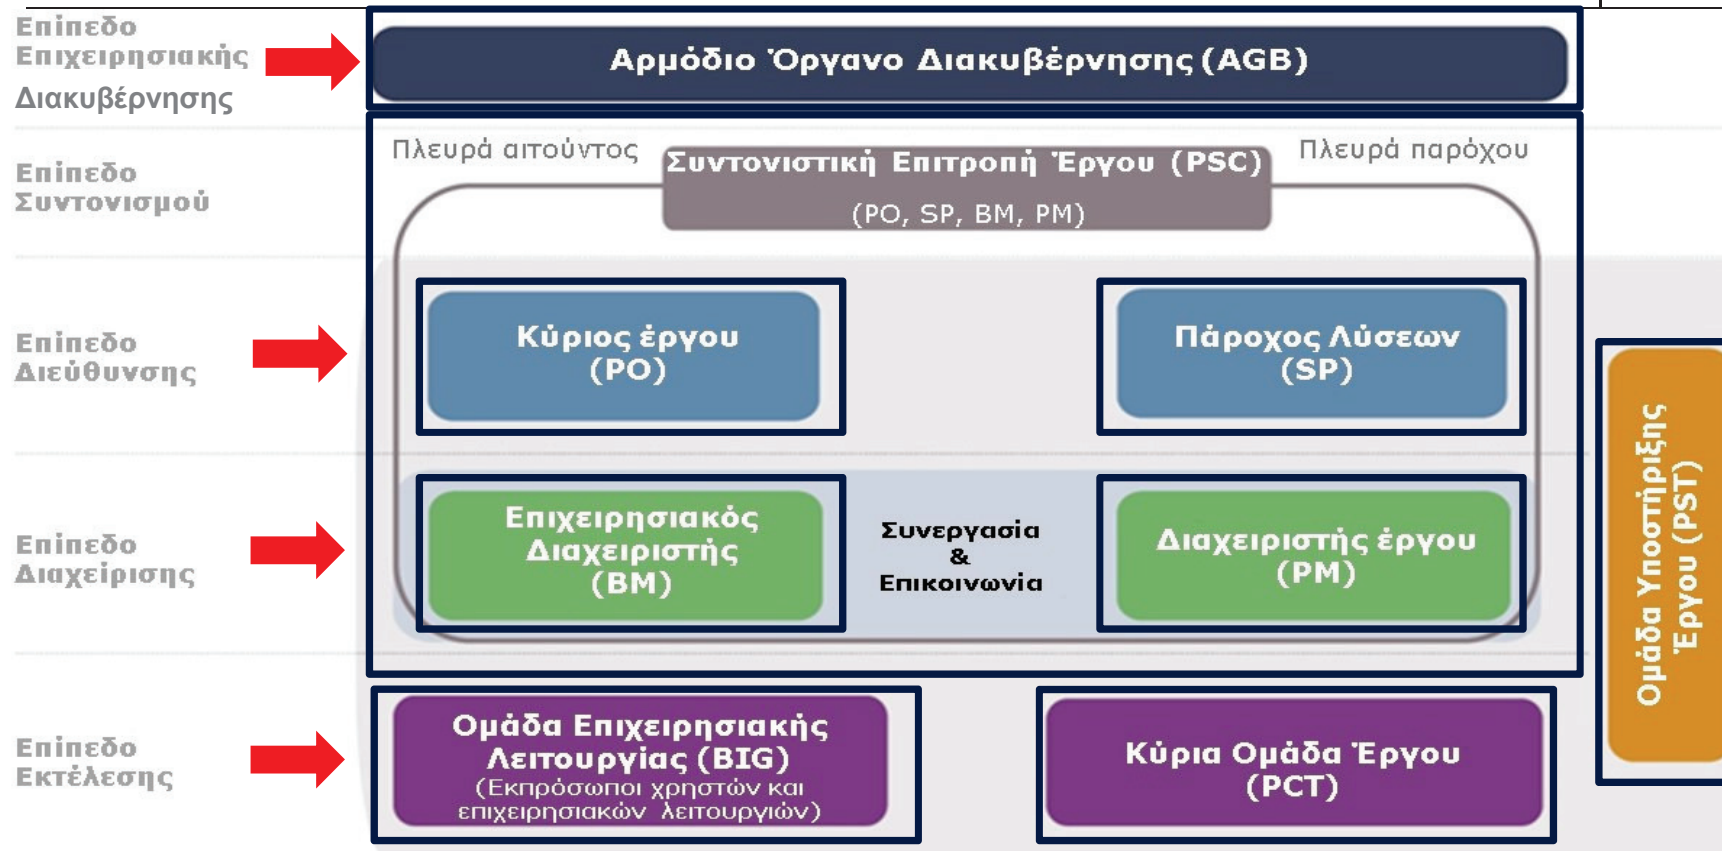 Επίπεδο
Επιχειρησιακής
Διακυβέρνησης
Αρμόδιο Όργανο Διακυβέρνησης (AGB)
Επίπεδο
Συντονισμού
Πλευρά αιτούντος
Συντονιστική Επιτροπή Έργου (PSC)
(PO, SP, BM, PM)
Πλευρά παρόχου
Επίπεδο
Διεύθυνσης
Κύριος έργου
(PO)
Πάροχος Λύσεων
(SP)
Επίπεδο
Διαχείρισης
Επιχειρησιακός
Διαχειριστής
(BM)
Συνεργασία
&
Επικοινωνία
Διαχειριστής έργου
(PM)
Ομάδα Υποστήριξης
Έργου (PST)
Επίπεδο
Εκτέλεσης
Ομάδα Επιχειρησιακής
Λειτουργίας (BIG)
(Εκπρόσωποι χρηστών και
επιχειρησιακών λειτουργιών)
Κύρια Ομάδα Έργου
(PCT)